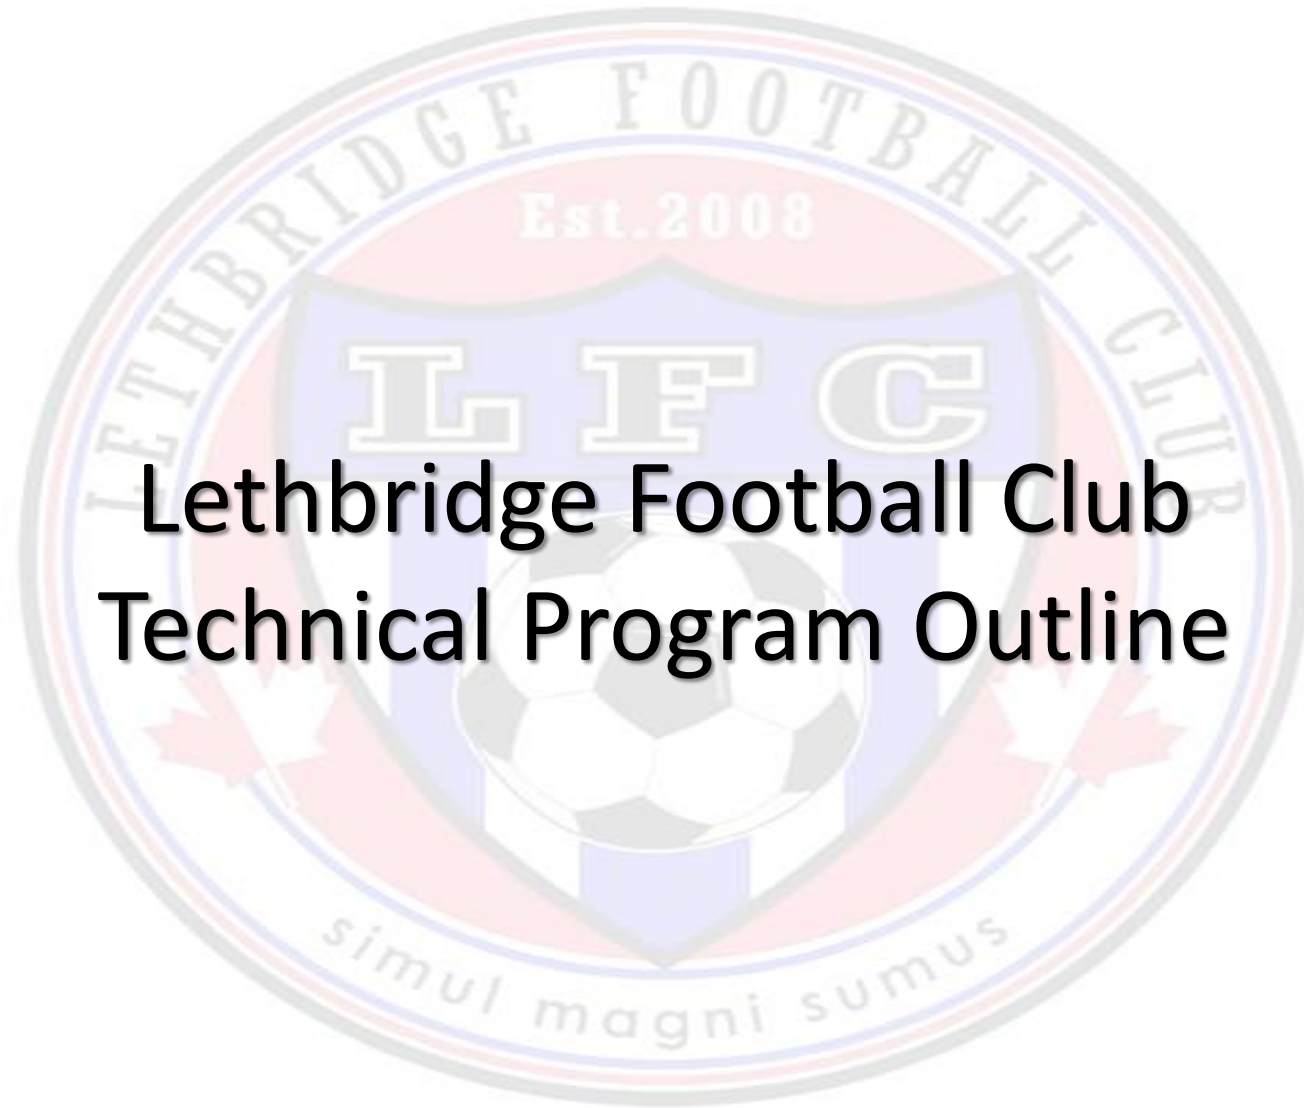 LETHBRIDGE FOOTBALL CLUB
Est.2008
LFC
Lethbridge Football Club
Technical Program Outline
simul magni sumus